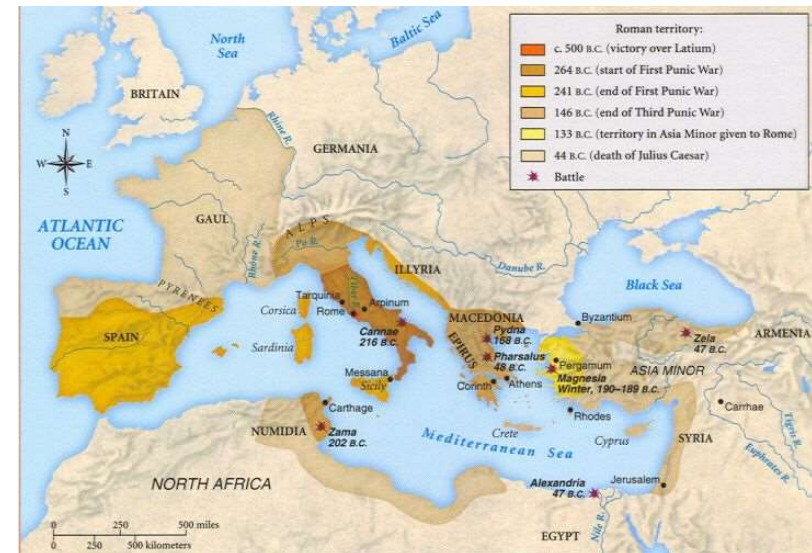 Roman territory:
c. 500 B.C. (victory over Latium)
264 B.C. (start of First Punic War)
241 B.C. (end of First Punic War)
146 B.C. (end of Third Punic War)
133 B.C. (territory in Asia Minor given to Rome)
44 B.C. (death of Julius Caesar)
Battle
North
Sea
Baltic Sea
BRITAIN
N
W
E
S
Rhine R.
GERMANIA
ATLANTIC
OCEAN
GAUL
ALPS
Po R.
Rhône R.
ILLYRIA
Danube R.
Black Sea
PYRENEES
Tarquinia
Tiber R.
Arpinum
Rome
Corsica
Cannae
216 B.C.
SPAIN
Sardinia
MACEDONIA
Pydna
168 B.C.
EPIRUS
Pharsalus
48 B.C.
Byzantium
Zela
47 B.C.
ARMENIA
Pergamum
ASIA MINOR
Magnesia
Winter, 190–189 B.C.
Messana
Sicily
Corinth
Athens
Carthage
Rhodes
Carrhae
NUMIDIA
Zama
202 B.C.
Mediterranean Sea
Crete
Cyprus
SYRIA
Tigris R.
Euphrates R.
NORTH AFRICA
Alexandria
47 B.C.
Jerusalem
EGYPT
Nile R.
0 250 500 miles
0 250 500 kilometers